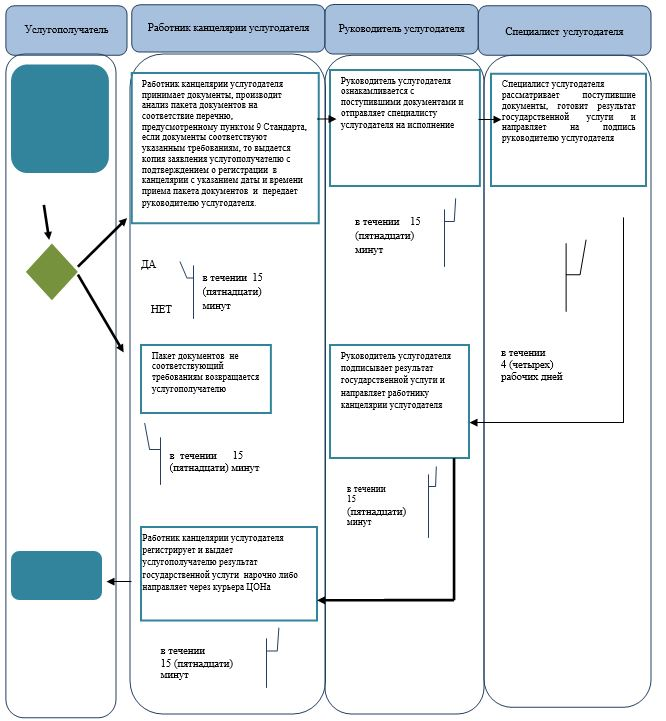 Услугополучатель
Работник канцелярии услугодателя
Руководитель услугодателя
Специалист услугодателя
Работник канцелярии услугодателя
принимает документы, производит
анализ пакета документов на
соответствие перечню,
предусмотренному пунктом 9 Стандарта,
если документы соответствуют
указанным требованиям, то выдается
копия заявления услугополучателю с
подтверждением о регистрации в
канцелярии с указанием даты и времени
приема пакета документов и передает
руководителю услугодателя.
Руководитель услугодателя
ознакамливается с
поступившими документами и
отправляет специалисту
услугодателя на исполнение
Специалист услугодателя
рассматривает поступившие
документы, готовит результат
государственной услуги и
направляет на подпись
руководителю услугодателя
в течении 15
(пятнадцати)
минут
ДА
НЕТ
в течении 15
(пятнадцати)
минут
в течении
4 (четырех)
рабочих дней
Пакет документов не
соответствующий
требованиям возвращается
услугополучателю
Руководитель услугодателя
подписывает результат
государственной услуги и
направляет работнику
канцелярии услугодателя
в течении 15
(пятнадцати) минут
в течении
15
(пятнадцати)
минут
Работник канцелярии услугодателя
регистрирует и выдает
услугополучателю результат
государственной услуги нарочно либо
направляет через курьера ЦОНа
в течении
15 (пятнадцати)
минут